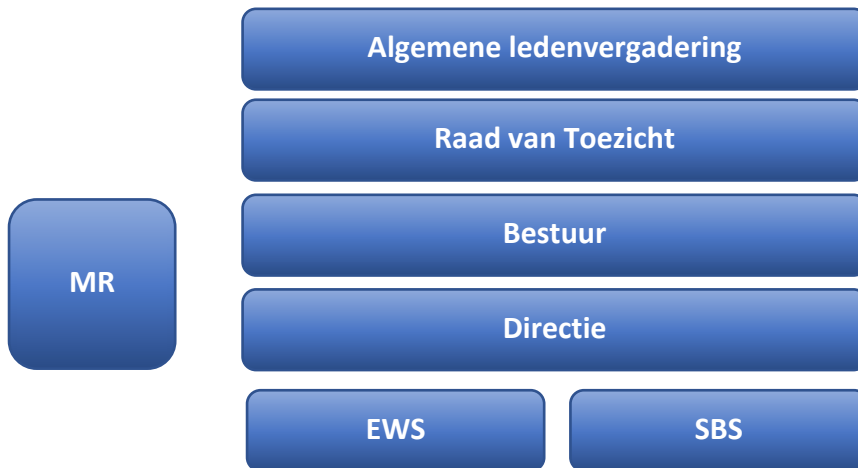 Algemene ledenvergadering
Raad van Toezicht
Bestuur
MR
Directie
EWS
SBS